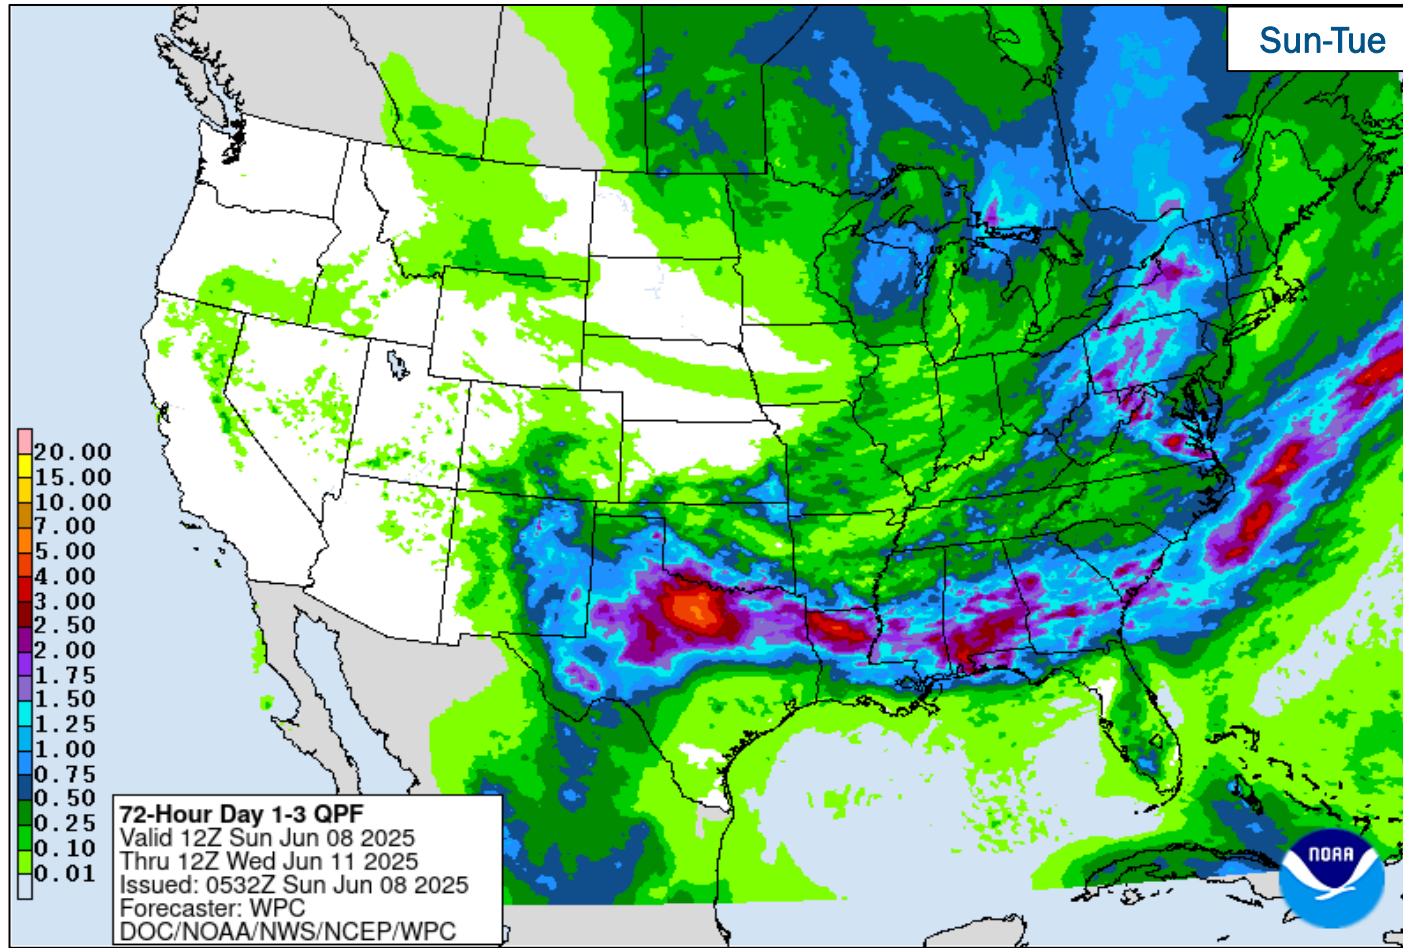 Sun-Tue
20.00
15.00
10.00
7.00
5.00
4.00
3.00
2.50
2.00
1.75
1.50
1.25
1.00
0.75
0.50
0.25
0.10
0.01
72-Hour Day 1-3 QPF
Valid 12Z Sun Jun 08 2025
Thru 12Z Wed Jun 11 2025
Issued: 0532Z Sun Jun 08 2025
Forecaster: WPC
DOC/NOAA/NWS/NCEP/WPC
NOAA